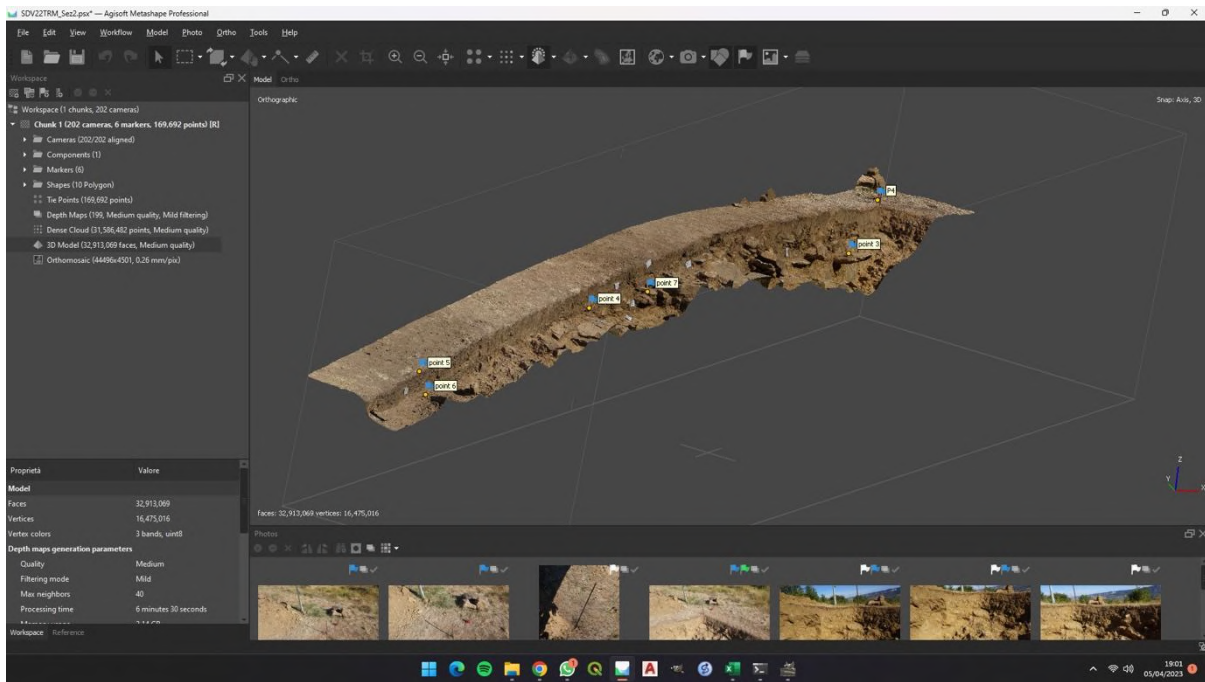 SDV22TRM_Sez2.psx* — Agisoft Metashape Professional
File Edit View Workflow Model Photo Ortho Tools Help
Workspace
Model Ortho
Orthographic
Snap: Axis, 3D
Workspace (1 chunks, 202 cameras)
Chunk 1 (202 cameras, 6 markers, 169,692 points) [R]
Cameras (202/202 aligned)
Components (1)
Markers (6)
Shapes (10 Polygon)
Tie Points (169,692 points)
Depth Maps (199, Medium quality, Mild filtering)
Dense Cloud (31,586,482 points, Medium quality)
3D Model (32,913,069 faces, Medium quality)
Orthomosaic (44496x4501, 0.26 mm/pix)
P4
point 3
point 7
point 4
point 5
point 6
Z
Y
X
faces: 32,913,069 vertices: 16,475,016
Proprietà Valore
Model
Faces 32,913,069
Vertices 16,475,016
Vertex colors 3 bands, uint8
Depth maps generation parameters
Quality Medium
Filtering mode Mild
Max neighbors 40
Processing time 6 minutes 30 seconds
Workspace Reference
Photos
19:01
05/04/2023